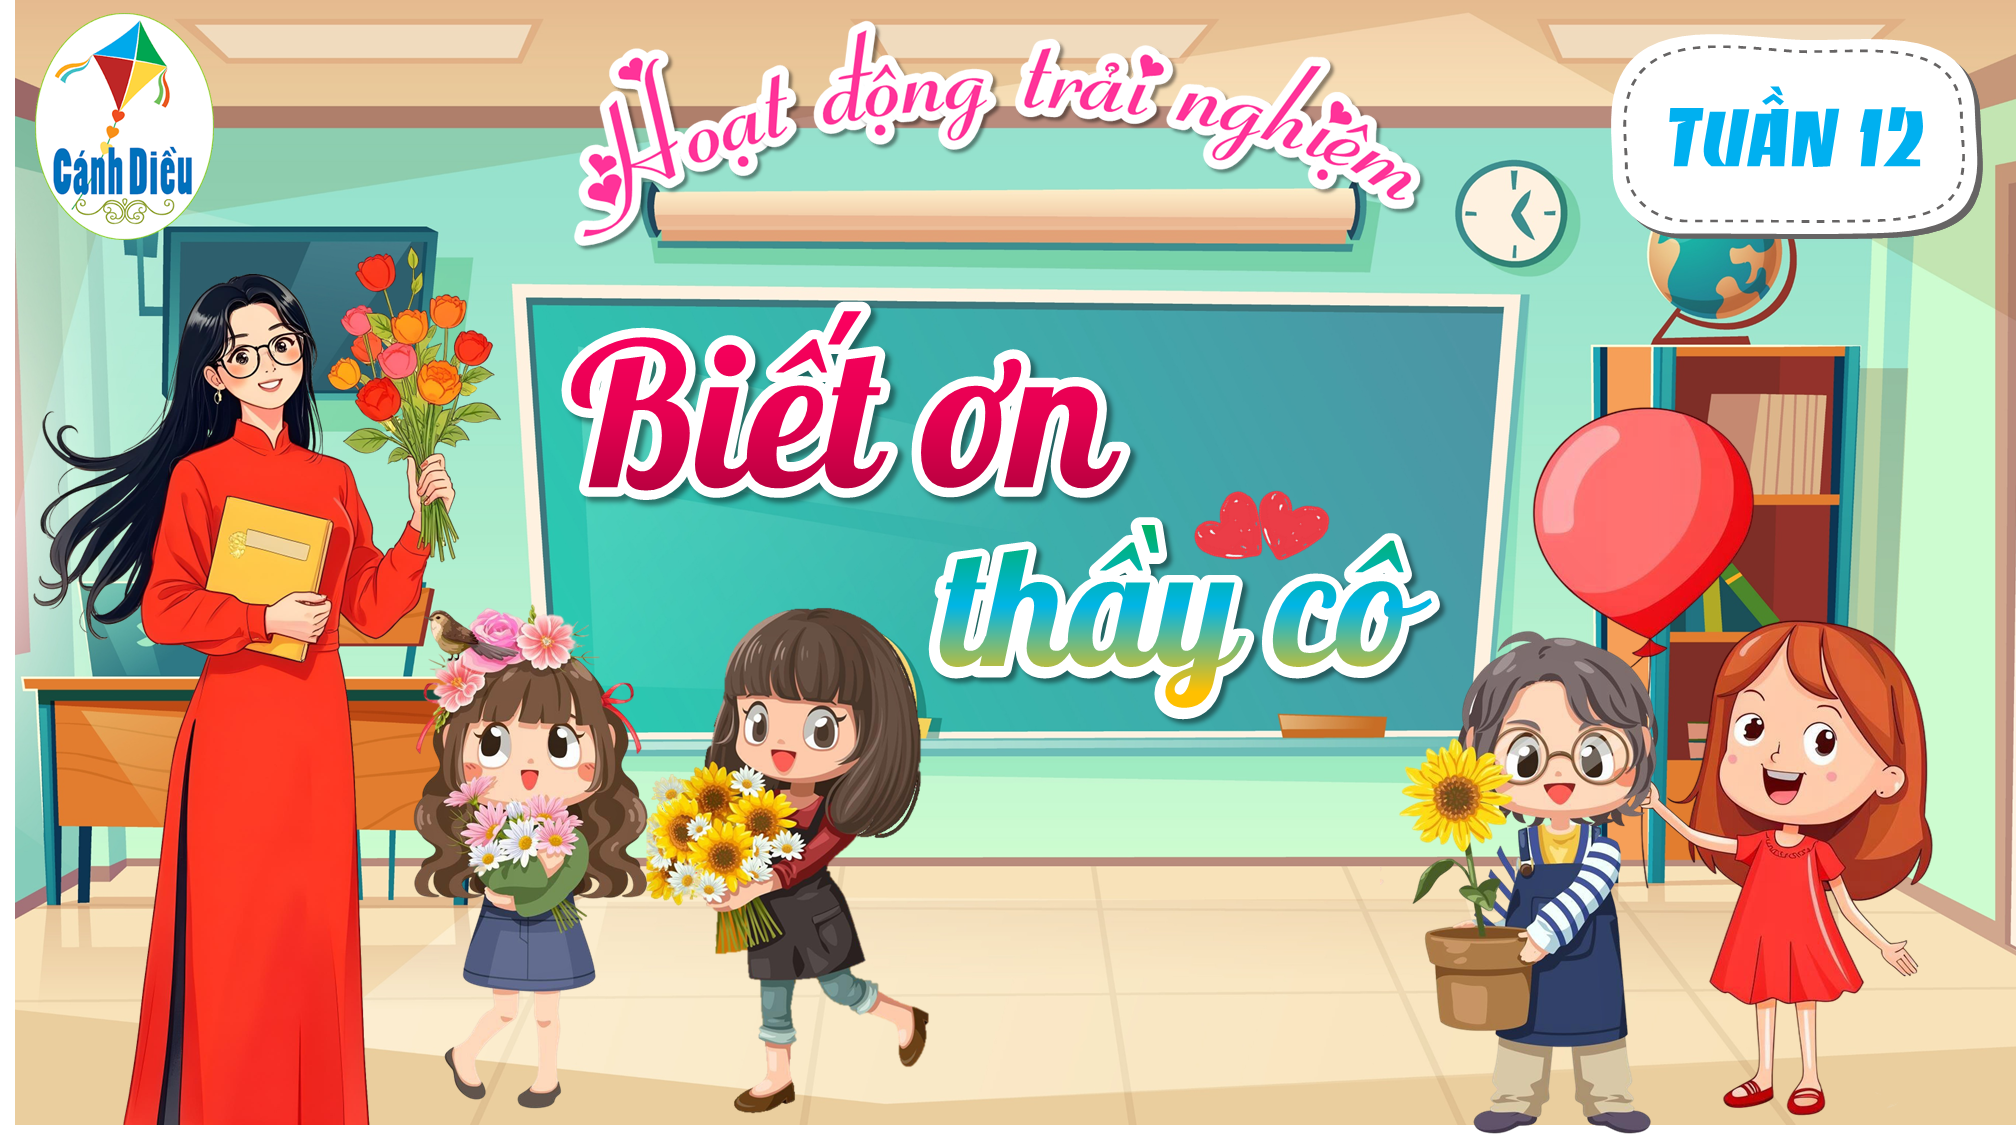 Cánh Diều
Hoạt động trải nghiệm
TUẦN 12
Biết ơn
thầy cô